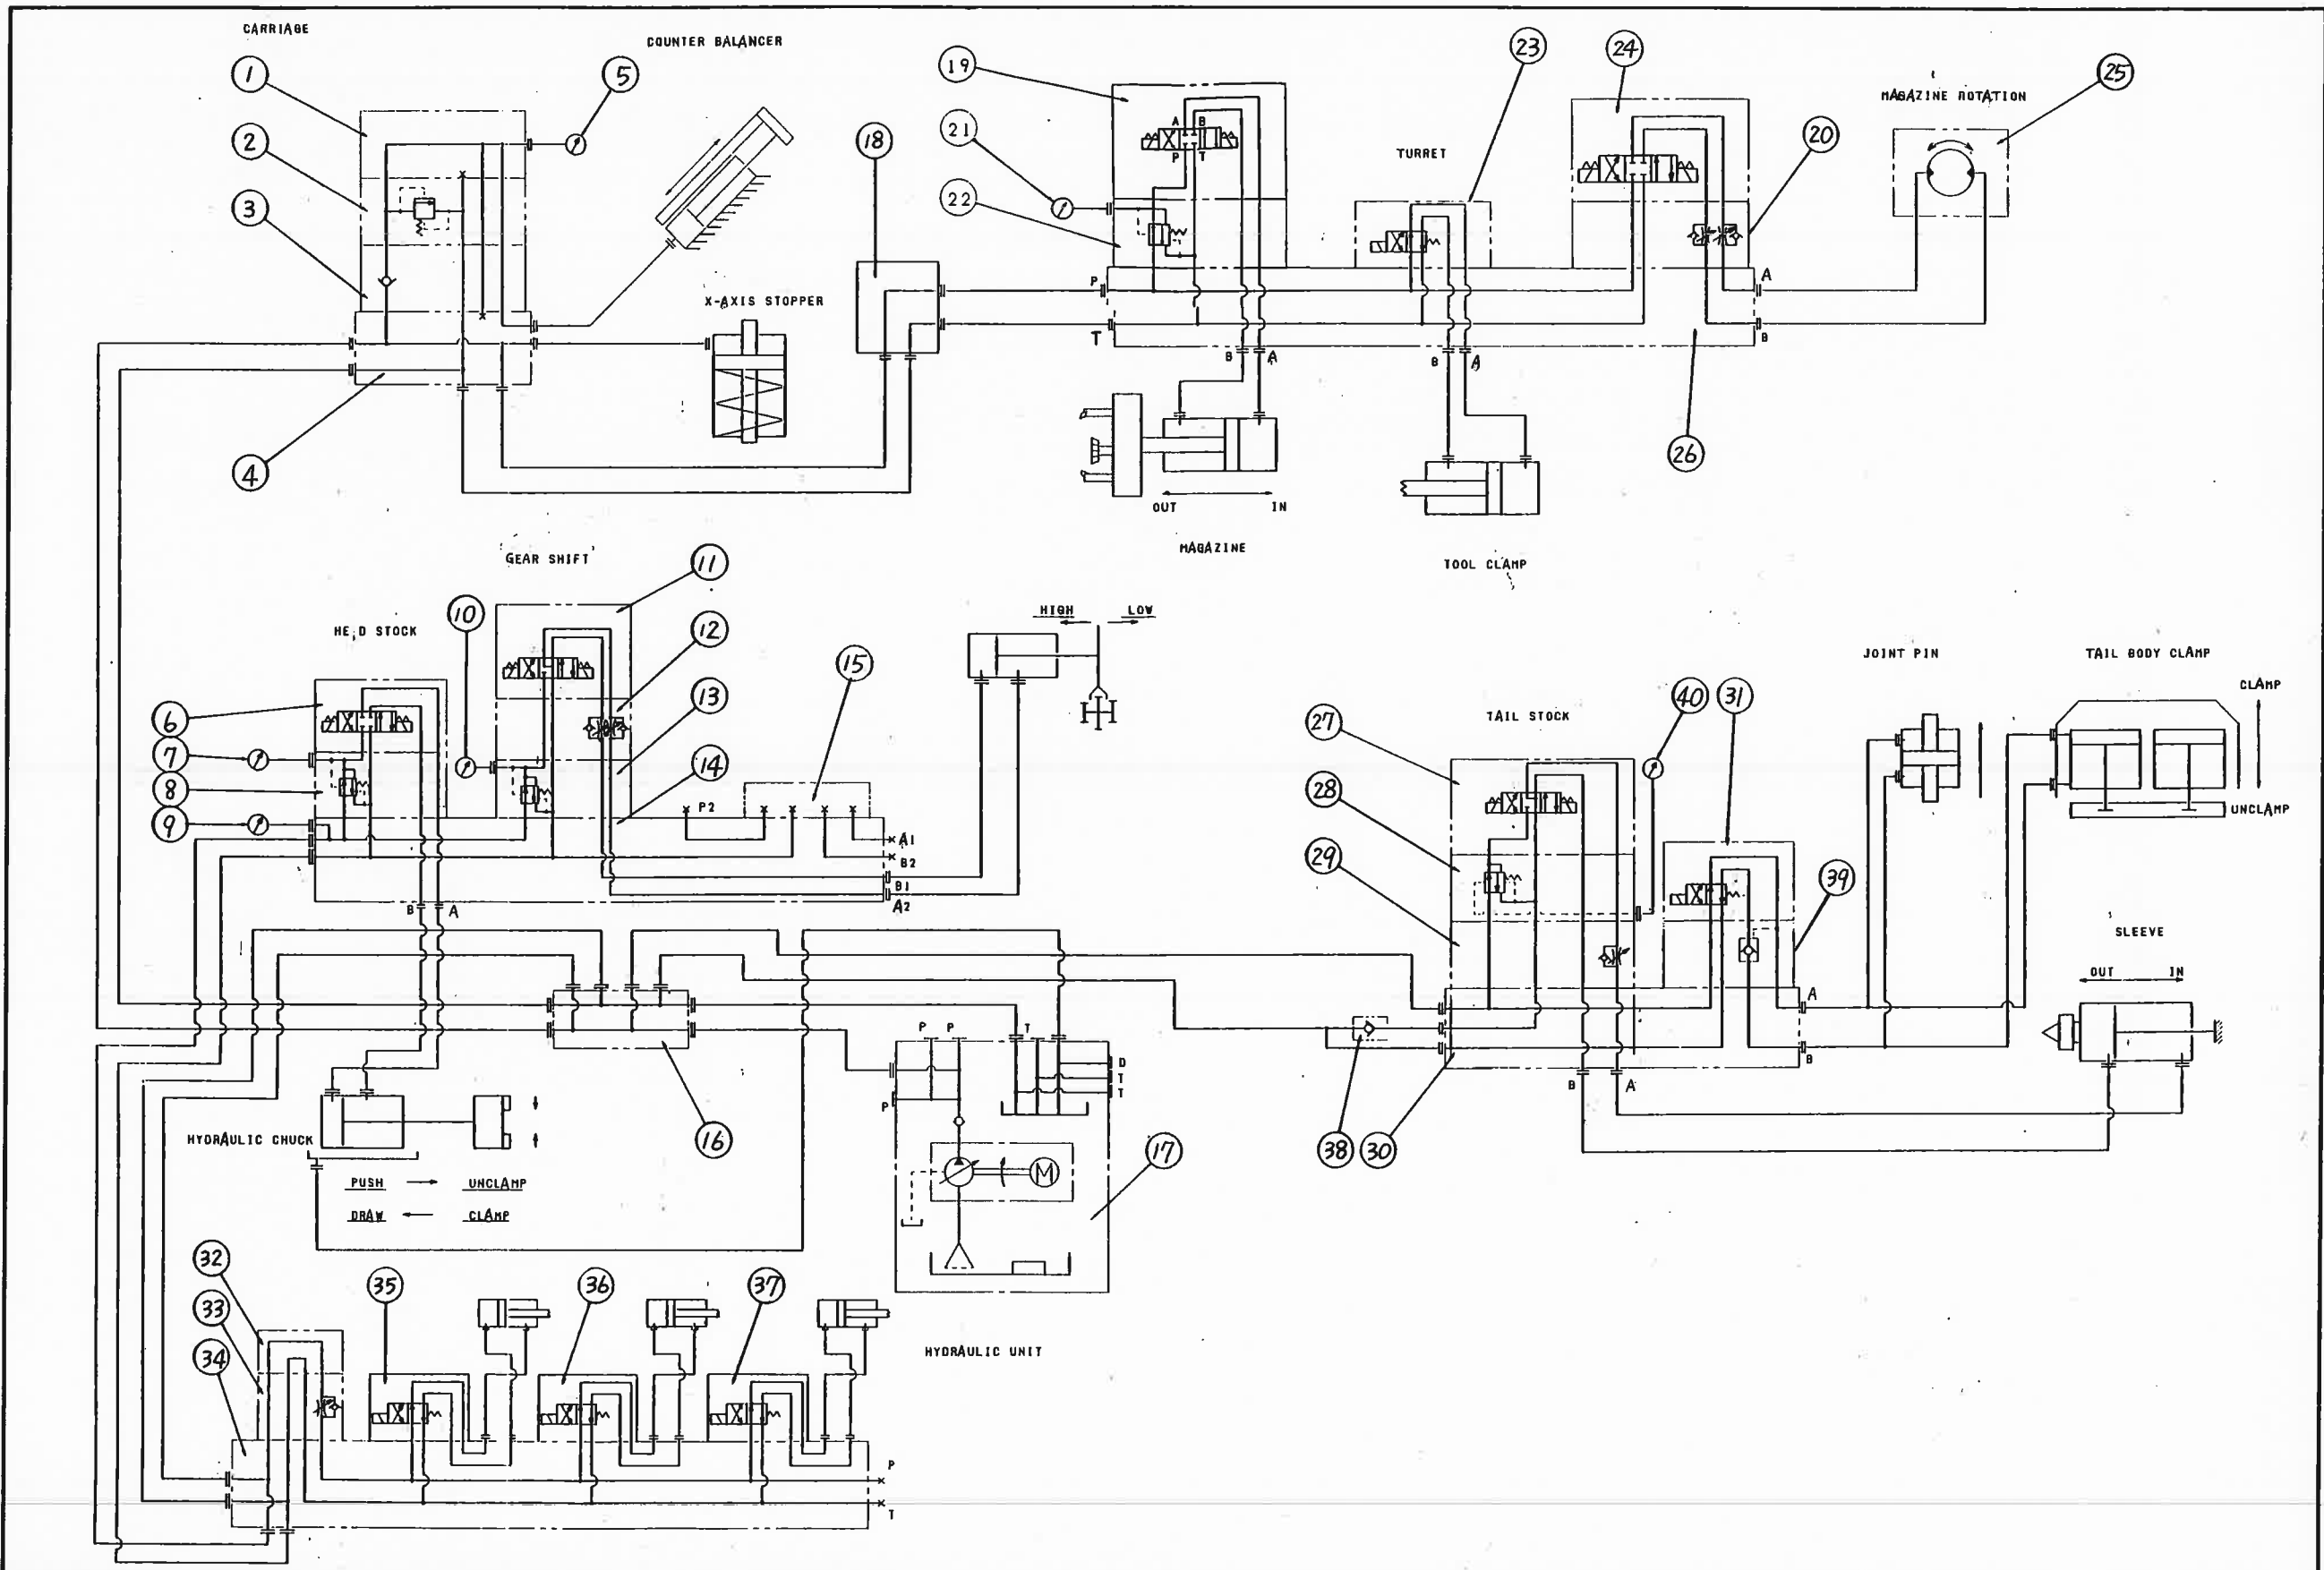 CARRIAGE
COUNTER BALANCER
1
5
2
3
4
X-AXIS STOPPER
18
19
21
22
A B
P T
23
TURRET
24
20
MAGAZINE ROTATION
25
P
T
A
B
B A
B A
26
OUT IN
MAGAZINE
TOOL CLAMP
GEAR SHIFT
HE,D STOCK
10
11
12
13
14
15
6
7
8
9
HIGH LOW
P2
A1
B2
B1
A2
B A
16
HYDRAULIC CHUCK
PUSH → UNCLAMP
DRAW ← CLAMP
P P T
D
T
T
P
M
17
HYDRAULIC UNIT
TAIL STOCK
27
28
29
40
31
39
JOINT PIN
TAIL BODY CLAMP
CLAMP
UNCLAMP
SLEEVE
OUT IN
A
B
B A
38
30
32
33
34
35
36
37
P
T